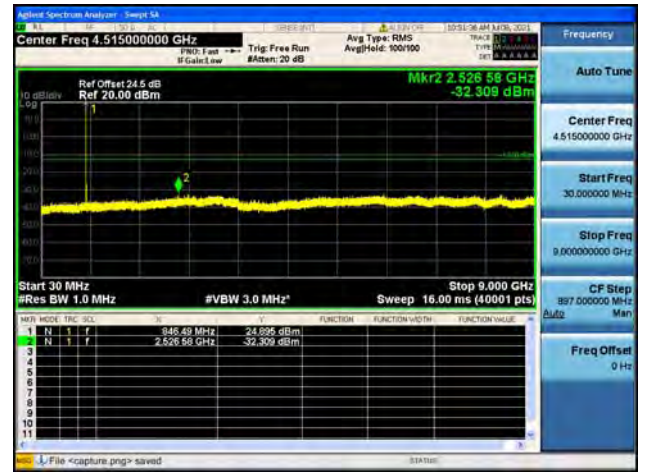 Agilent Spectrum Analyzer - Swept SA
Center Freq 4.515000000 GHz
PNO: Fast
IFGain:Low
Trig: Free Run
#Atten: 20 dB
Avg Type: RMS
Avg|Hold: 100/100
TRACE
TYPE
DET
Frequency
Auto Tune
Mkr2 2.526 58 GHz
-32.309 dBm
Ref Offset 24.5 dB
Ref 20.00 dBm
10 dB/div
Log
1
2
Center Freq
4.515000000 GHz
Start Freq
30.000000 MHz
Stop Freq
9.000000000 GHz
CF Step
897.000000 MHz
Auto Man
Freq Offset
0 Hz
Start 30 MHz
Stop 9.000 GHz
#Res BW 1.0 MHz
#VBW 3.0 MHz*
Sweep 16.00 ms (40001 pts)
MKR MODE TRC SCL X Y FUNCTION FUNCTION WIDTH FUNCTION VALUE
1 N 1 f 846.49 MHz 24.895 dBm
2 N 1 f 2.526 58 GHz -32.309 dBm
3
4
5
6
7
8
9
10
11
MSG File <capture.png> saved
STATUS